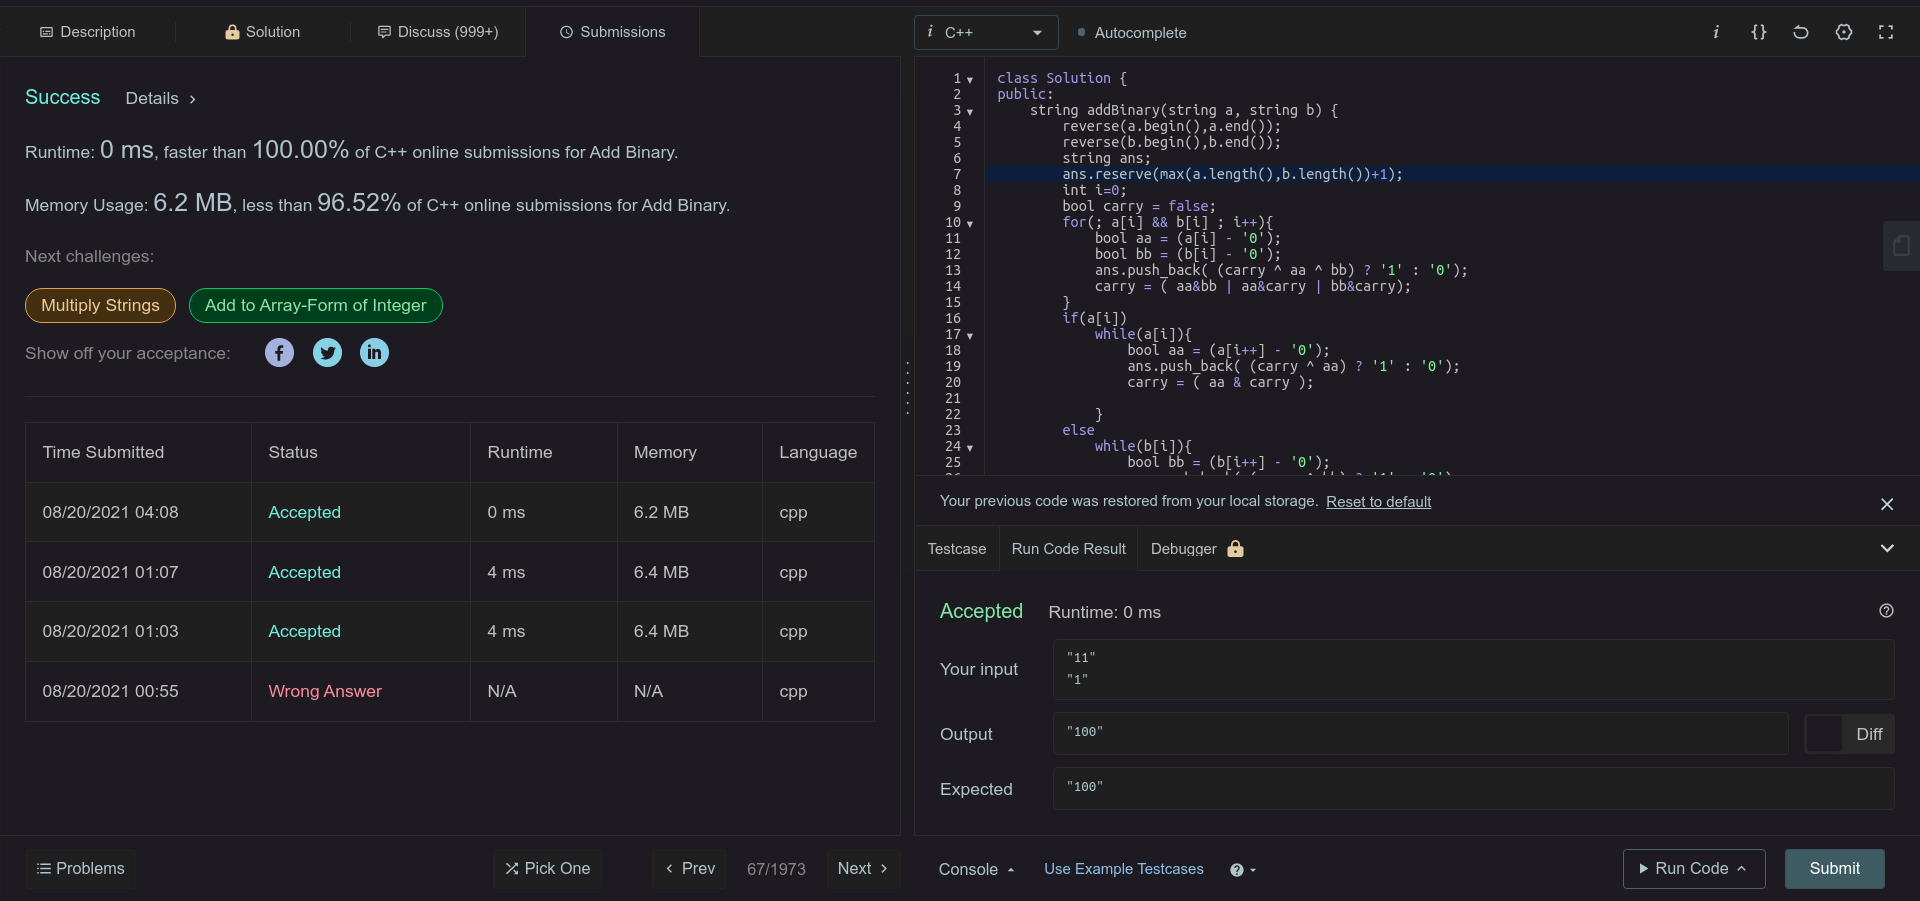 Description
Solution
Discuss (999+)
Submissions
i C++
Autocomplete
i {}
Success Details >
Runtime: 0 ms, faster than 100.00% of C++ online submissions for Add Binary.
Memory Usage: 6.2 MB, less than 96.52% of C++ online submissions for Add Binary.
Next challenges:
Multiply Strings Add to Array-Form of Integer
Show off your acceptance: f in
Time Submitted Status Runtime Memory Language
08/20/2021 04:08 Accepted 0 ms 6.2 MB cpp
08/20/2021 01:07 Accepted 4 ms 6.4 MB cpp
08/20/2021 01:03 Accepted 4 ms 6.4 MB cpp
08/20/2021 00:55 Wrong Answer N/A N/A cpp
Problems Pick One < Prev 67/1973 Next >
1 class Solution {
2 public:
3     string addBinary(string a, string b) {
4         reverse(a.begin(),a.end());
5         reverse(b.begin(),b.end());
6         string ans;
7         ans.reserve(max(a.length(),b.length())+1);
8         int i=0;
9         bool carry = false;
10         for(; a[i] && b[i] ; i++){
11             bool aa = (a[i] - '0');
12             bool bb = (b[i] - '0');
13             ans.push_back( (carry ^ aa ^ bb) ? '1' : '0');
14             carry = ( aa&bb | aa&carry | bb&carry);
15         }
16         if(a[i])
17             while(a[i]){
18                 bool aa = (a[i++] - '0');
19                 ans.push_back( (carry ^ aa) ? '1' : '0');
20                 carry = ( aa & carry );
21
22             }
23         else
24             while(b[i]){
25                 bool bb = (b[i++] - '0');
Your previous code was restored from your local storage. Reset to default
Testcase Run Code Result Debugger
Accepted Runtime: 0 ms
Your input
"11"
"1"
Output "100" Diff
Expected "100"
Console Use Example Testcases Run Code Submit